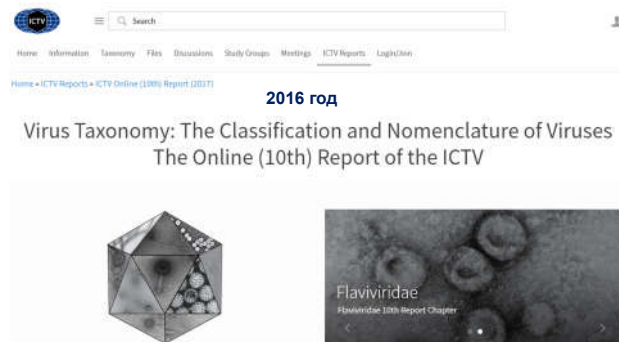 ICTV
Search
Home Information Taxonomy Files Discussions Study Groups Meetings ICTV Reports Login/Join
Home » ICTV Reports » ICTV Online (10th) Report (2017)
2016 год
Virus Taxonomy: The Classification and Nomenclature of Viruses
The Online (10th) Report of the ICTV
Flaviviridae
Flaviviridae 10th Report Chapter